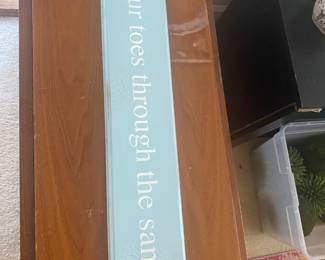 ur toes through the san